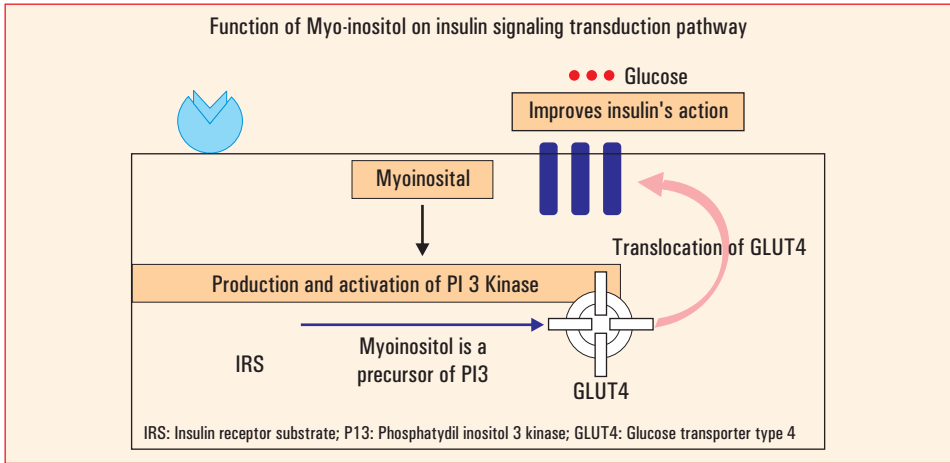 Function of Myo-inositol on insulin signaling transduction pathway
Glucose
Improves insulin's action
Myoinosital
Translocation of GLUT4
Production and activation of PI 3 Kinase
IRS
Myoinositol is a
precursor of PI3
GLUT4
IRS: Insulin receptor substrate; P13: Phosphatydil inositol 3 kinase; GLUT4: Glucose transporter type 4